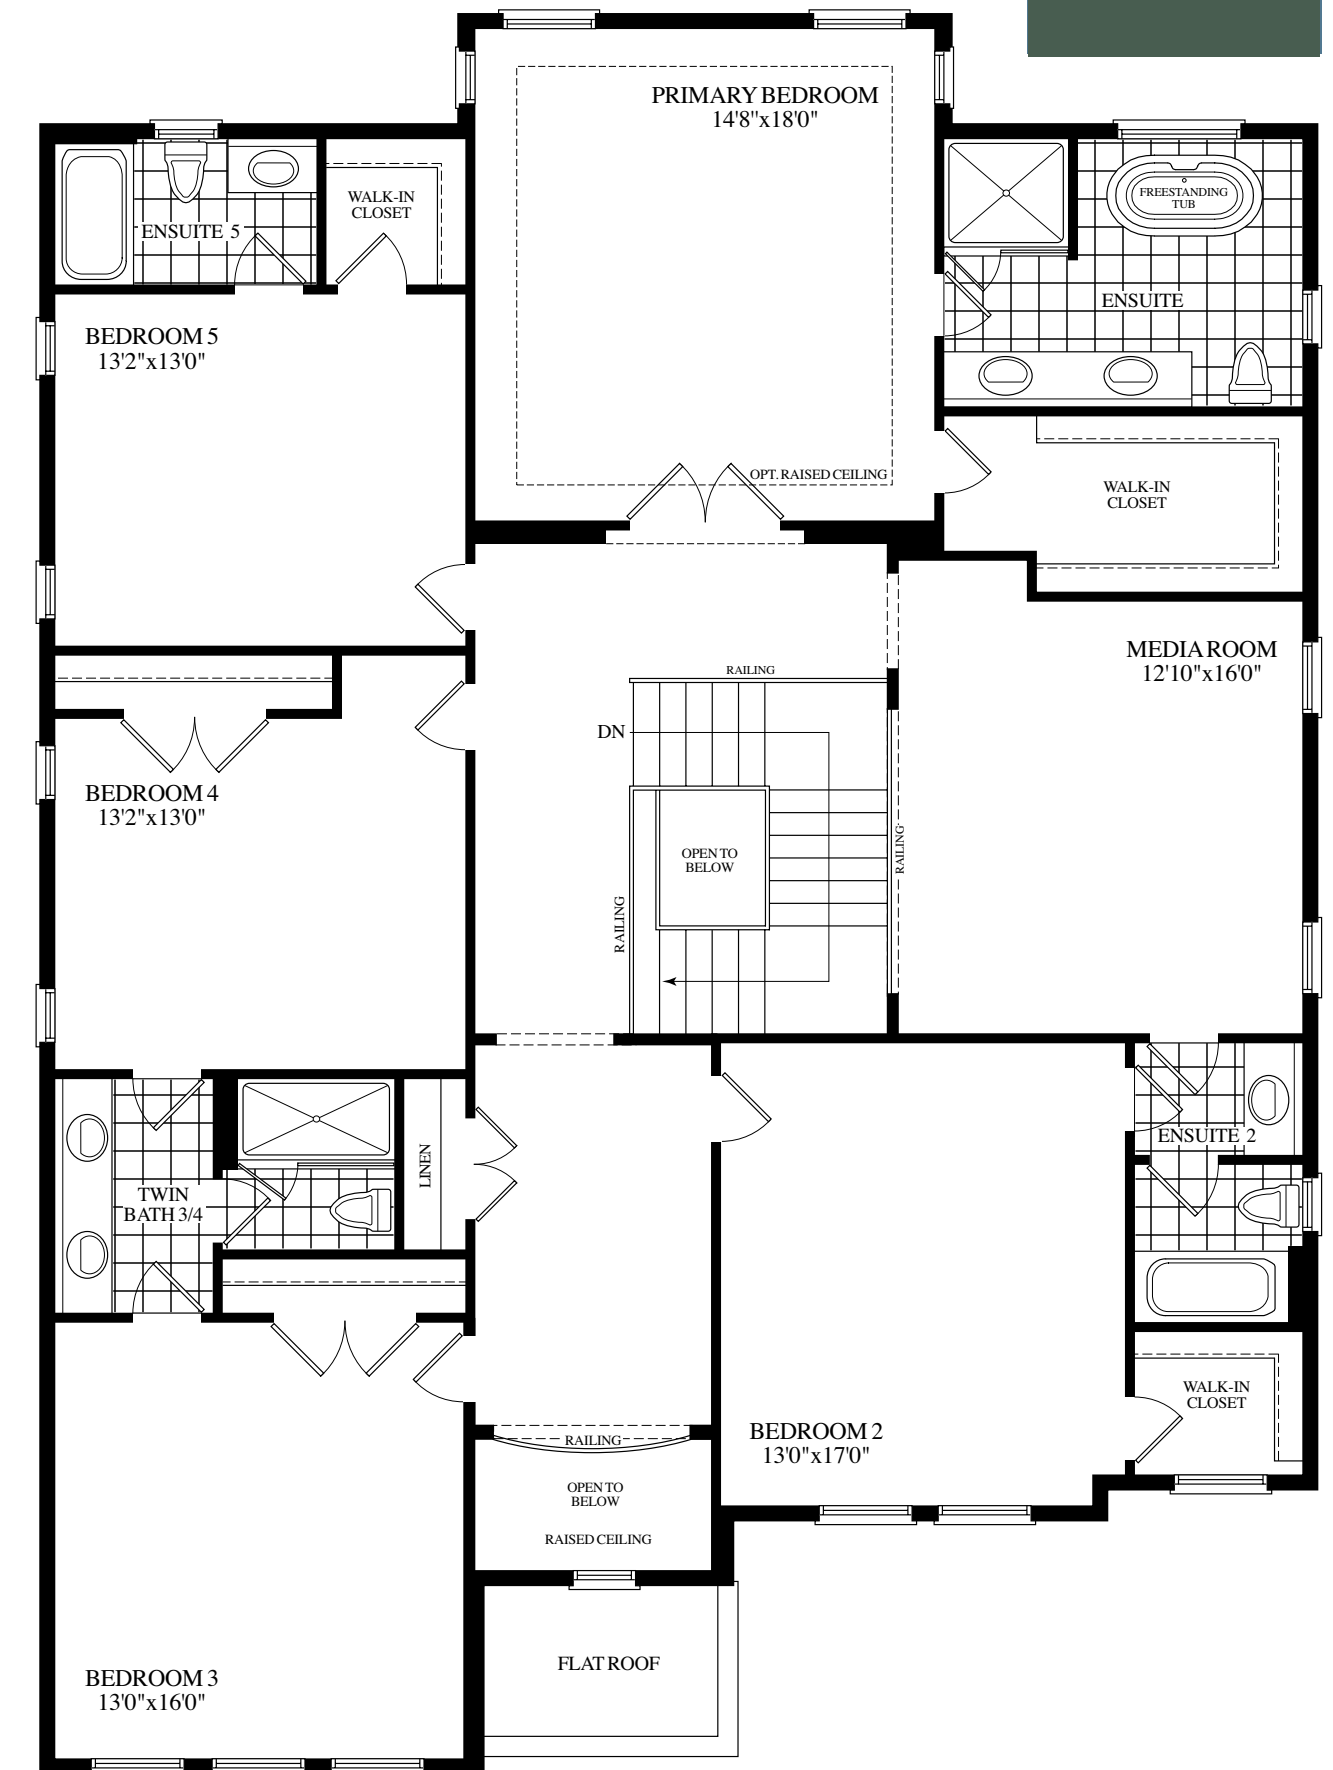 PRIMARY BEDROOM
14'8"x18'0"
WALK-IN
CLOSET
FREESTANDING
TUB
ENSUITE 5
ENSUITE
BEDROOM 5
13'2"x13'0"
OPT. RAISED CEILING
WALK-IN
CLOSET
MEDIA ROOM
12'10"x16'0"
RAILING
DN
BEDROOM 4
13'2"x13'0"
OPEN TO
BELOW
RAILING
RAILING
ENSUITE 2
LINEN
TWIN
BATH 3/4
WALK-IN
CLOSET
BEDROOM 2
13'0"x17'0"
RAILING
OPEN TO
BELOW
RAISED CEILING
FLAT ROOF
BEDROOM 3
13'0"x16'0"